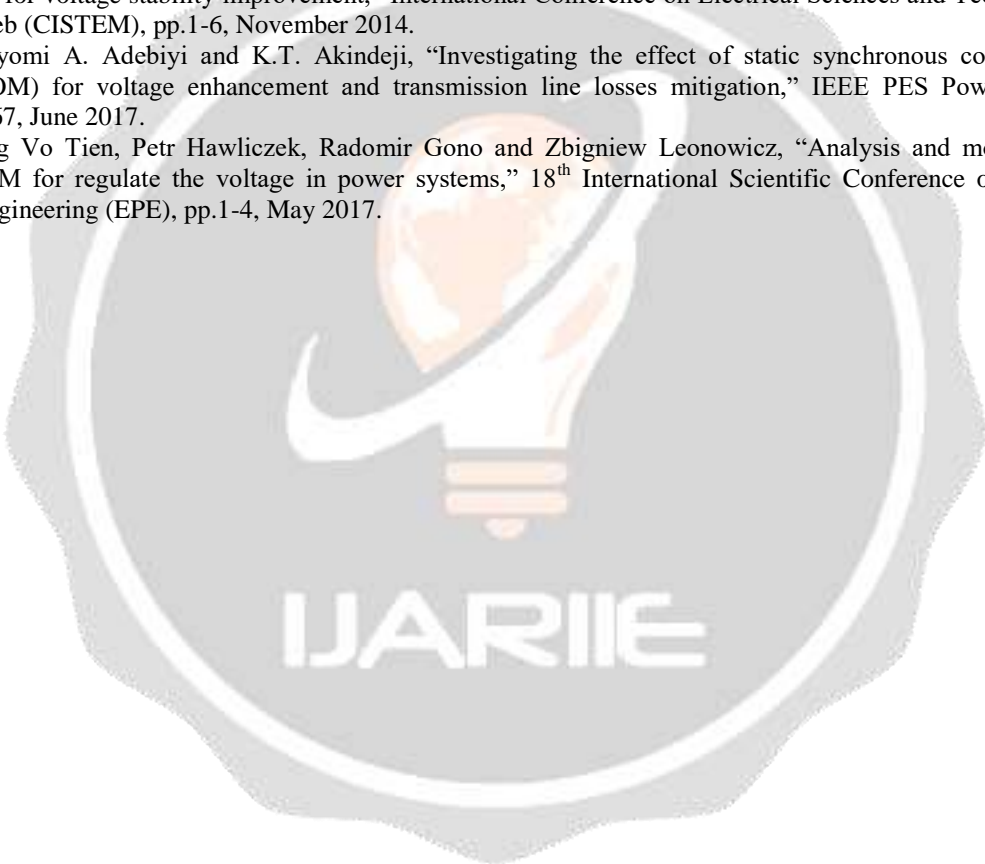 for voltage stability improvement,” International Conference on Electrical Sciences and
eb (CISTEM), pp.1-6, November 2014.
yomi A. Adebiyi and K.T. Akindeji, “Investigating the effect of static synchronous co
OM) for voltage enhancement and transmission line losses mitigation,” IEEE PES Pow
67, June 2017.
g Vo Tien, Petr Hawliczek, Radomir Gono and Zbigniew Leonowicz, “Analysis and m
M for regulate the voltage in power systems,” 18th International Scientific Conference o
gineering (EPE), pp.1-4, May 2017.
IJARIIE